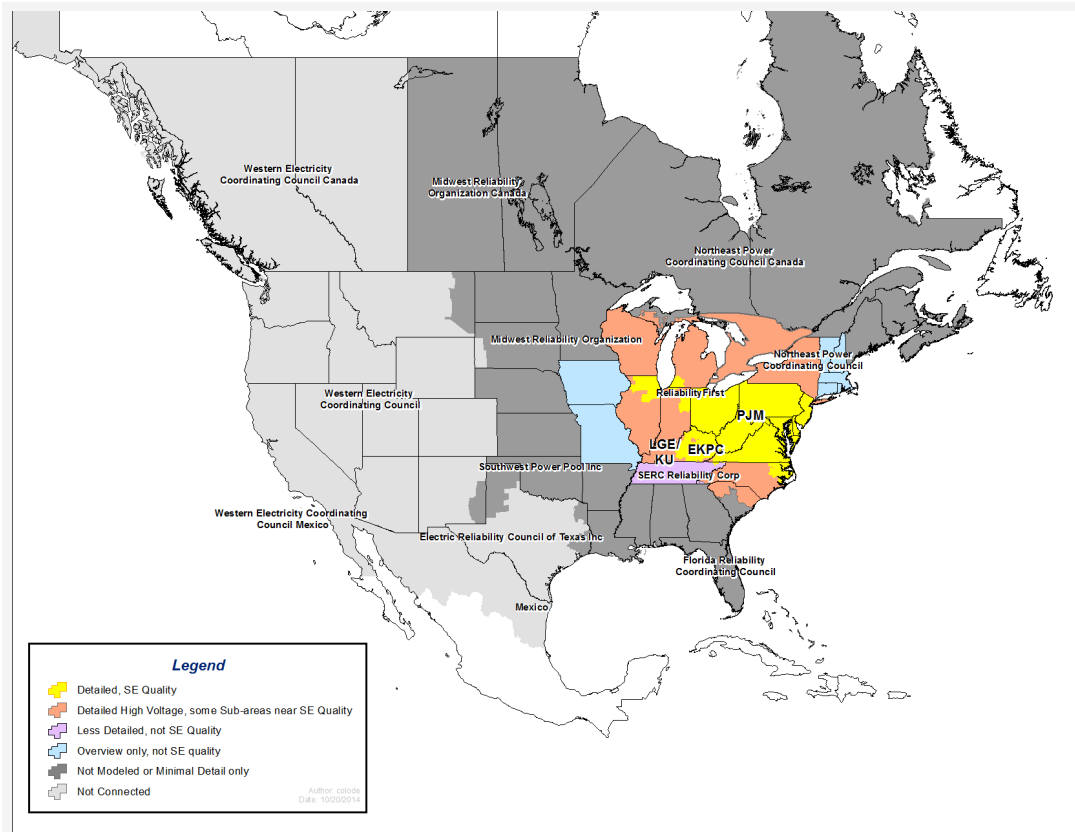 Western Electricity
Coordinating Council Canada
Midwest Reliability
Organization Canada
Northeast Power
Coordinating Council Canada
Midwest Reliability Organization
Northeast Power
Coordinating Council
Western Electricity
Coordinating Council
ReliabilityFirst
PJM
LGE/
KU
EKPC
Southwest Power Pool Inc
SERC Reliability Corp
Western Electricity Coordinating
Council Mexico
Electric Reliability Council of Texas Inc
Florida Reliability
Coordinating Council
Mexico
Legend
Detailed, SE Quality
Detailed High Voltage, some Sub-areas near SE Quality
Less Detailed, not SE Quality
Overview only, not SE quality
Not Modeled or Minimal Detail only
Not Connected
Author: colode
Date: 10/20/2014